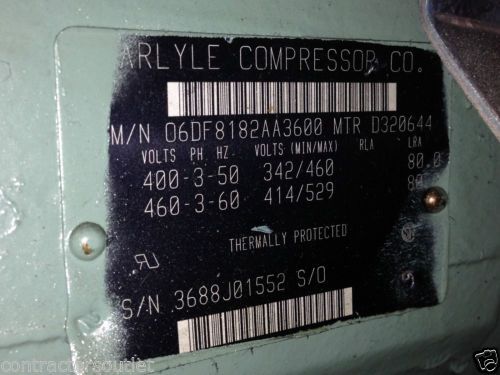 ARLYLE COMPRESSOR CO.
M/N 06DF8182AA3600 MTR D320644
VOLTS PH. HZ. VOLTS (MIN/MAX) RLA LRA
400-3-50 342/460 80.0
460-3-60 414/529
THERMALLY PROTECTED
S/N 3688J01552 S/O
contractorsoutlet